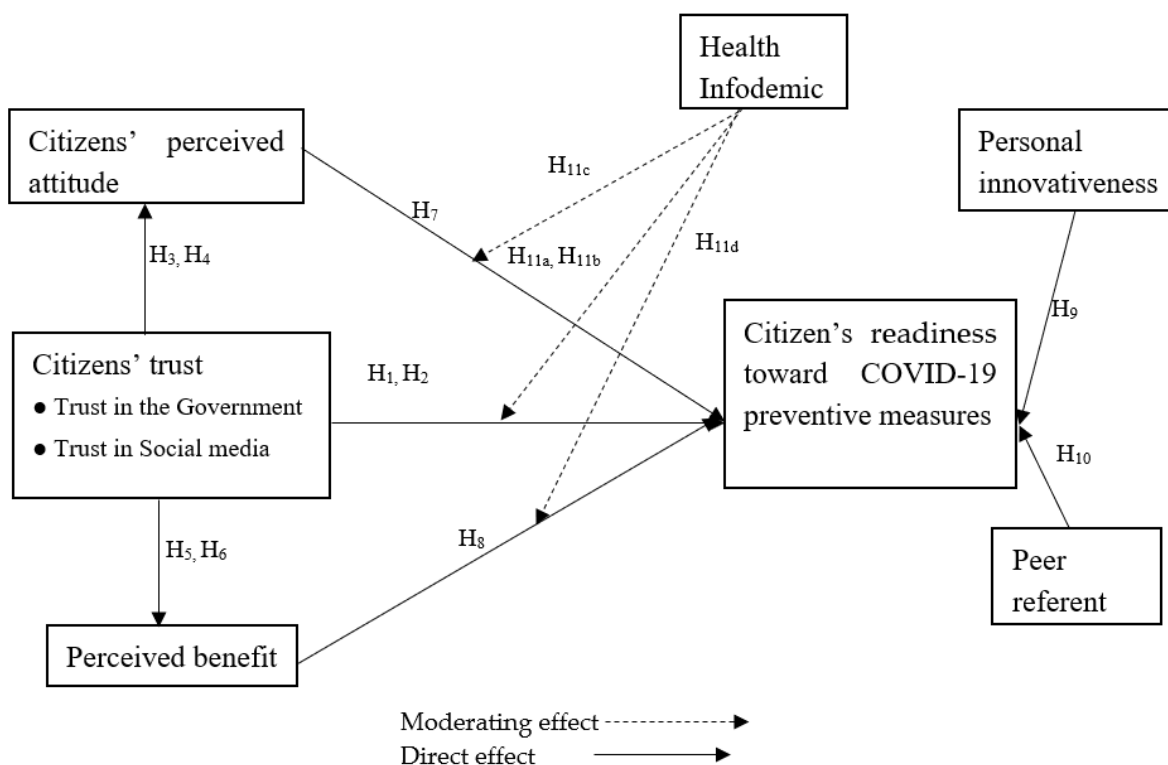 Health
Infodemic
Citizens’ perceived
attitude
Personal
innovativeness
H11c
H7
H11a, H11b
H11d
H3, H4
H9
Citizen’s readiness
toward COVID-19
preventive measures
Citizens’ trust
● Trust in the Government
● Trust in Social media
H1, H2
H10
H5, H6
H8
Peer
referent
Perceived benefit
Moderating effect
Direct effect